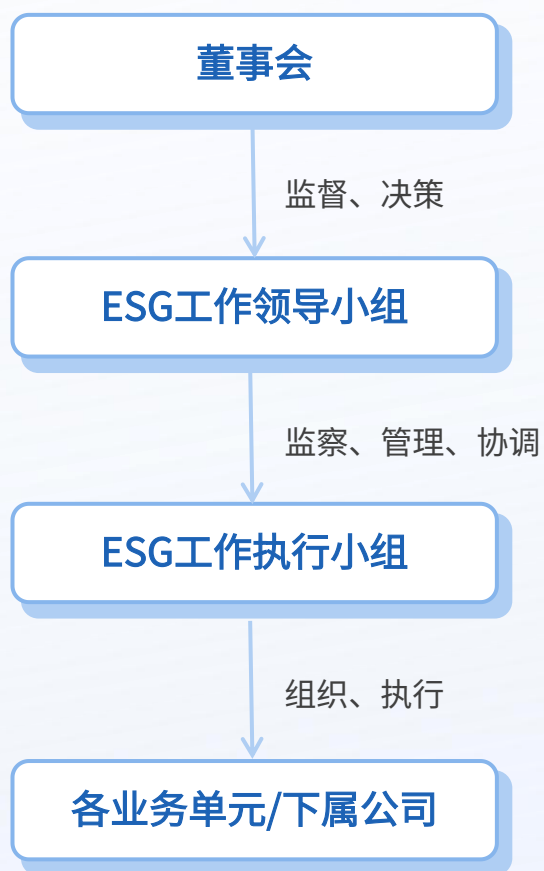 董事会
监督、决策
ESG工作领导小组
监察、管理、协调
ESG工作执行小组
组织、执行
各业务单元/下属公司